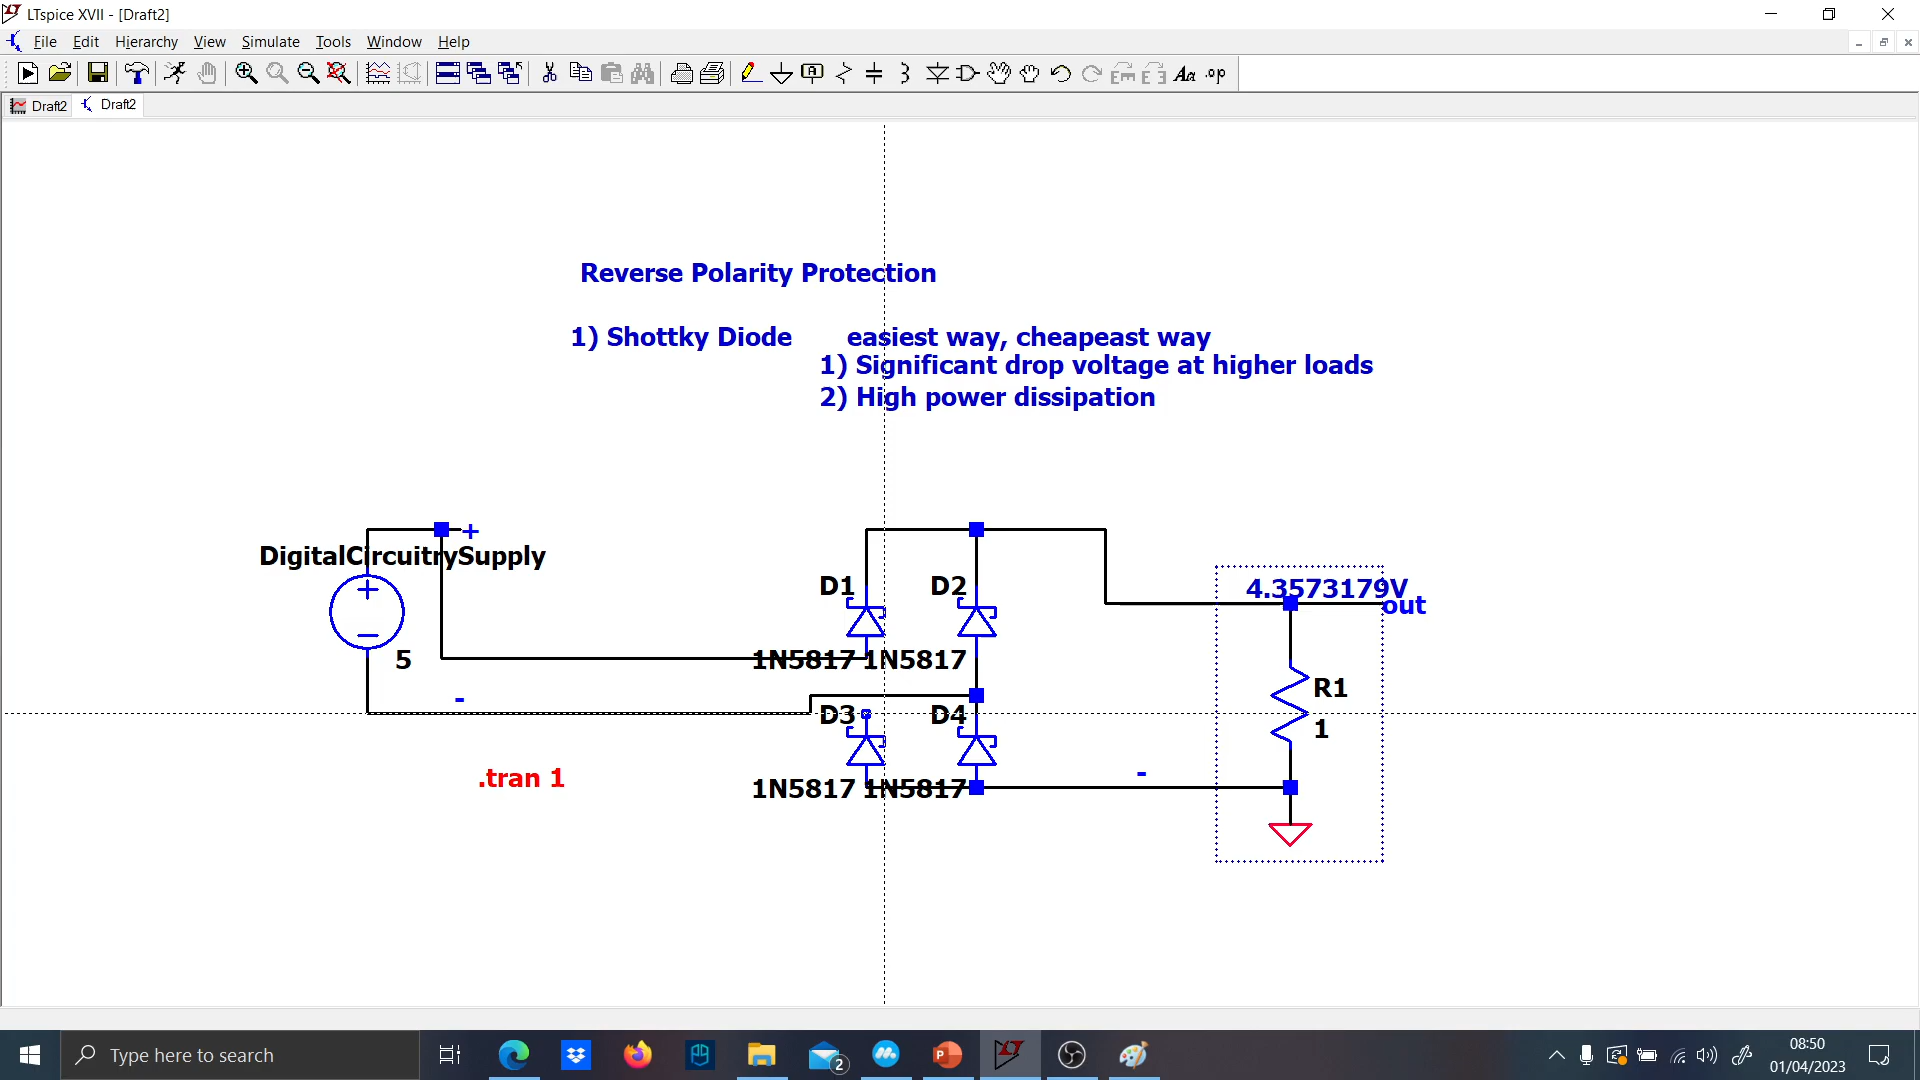 LTspice XVII - [Draft2]
File Edit Hierarchy View Simulate Tools Window Help
Draft2 Draft2
Reverse Polarity Protection
1) Shottky Diode easiest way, cheapeast way
1) Significant drop voltage at higher loads
2) High power dissipation
+
DigitalCircuitrySupply
D1 D2
4.3573179V
out
5
1N5817 1N5817
R1
-
D3 D4
1
.tran 1
-
1N5817 1N5817
Type here to search
2
08:50
01/04/2023